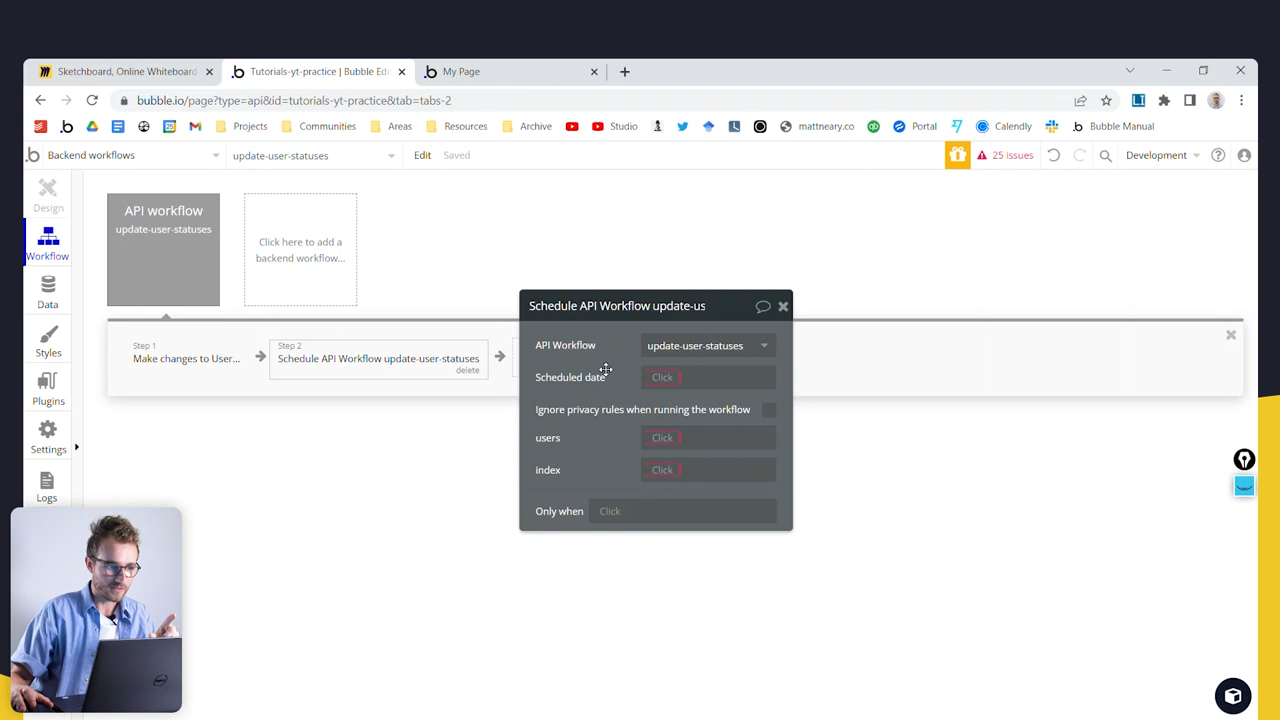 Sketchboard, Online Whiteboard
Tutorials-yt-practice | Bubble Edi
My Page
bubble.io/page?type=api&id=tutorials-yt-practice&tab=tabs-2
Projects
Communities
Areas
Resources
Archive
Studio
mattneary.co
Portal
Calendly
Bubble Manual
Backend workflows
update-user-statuses
Edit
Saved
25 issues
Development
Design
Workflow
Data
Styles
Plugins
Settings
Logs
API workflow
update-user-statuses
Click here to add a
backend workflow...
Step 1
Make changes to User...
Step 2
Schedule API Workflow update-user-statuses
delete
Schedule API Workflow update-us
API Workflow
update-user-statuses
Scheduled date
Click
Ignore privacy rules when running the workflow
users
Click
index
Click
Only when
Click